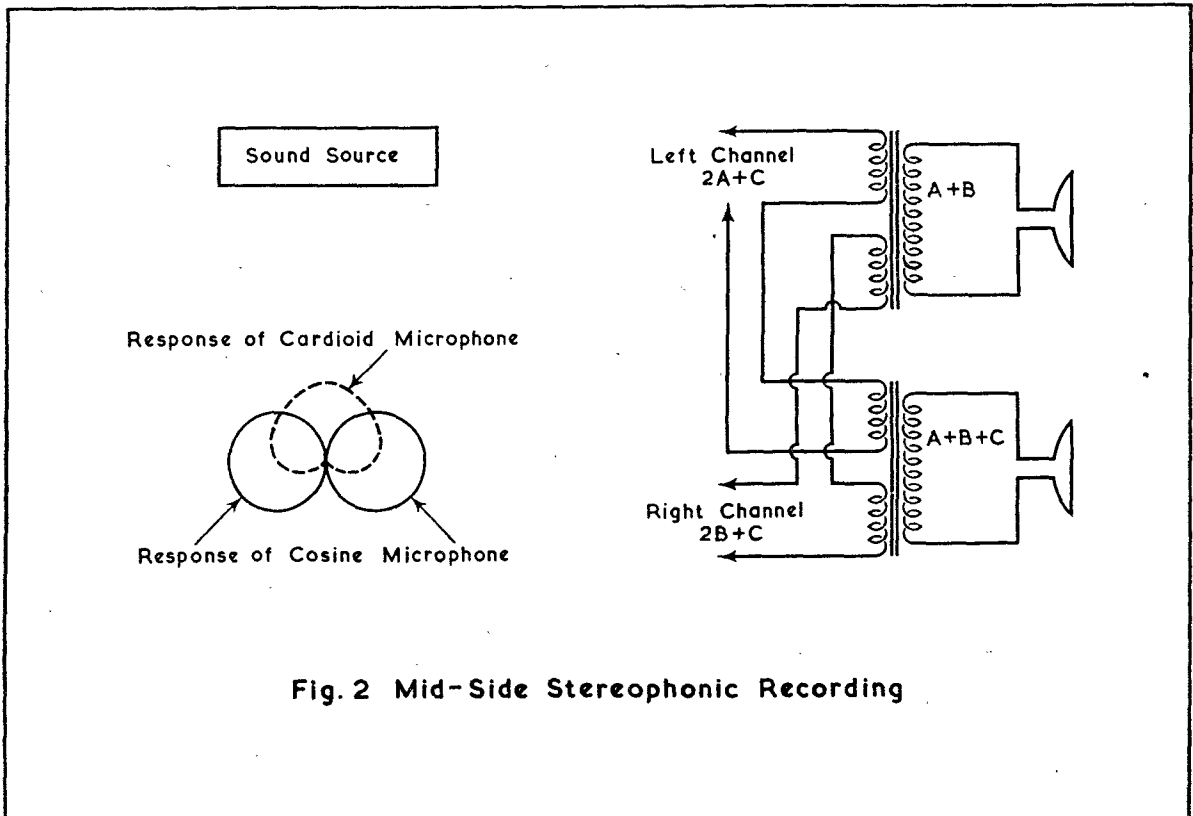 Sound Source
Response of Cardioid Microphone
Response of Cosine Microphone
Left Channel
2A+C
A+B
A+B+C
Right Channel
2B+C
Fig. 2 Mid-Side Stereophonic Recording